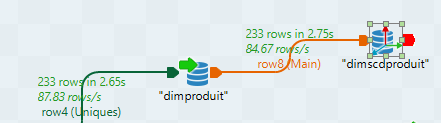 233 rows in 2.75s
84.67 rows/s
row8 (Main)
"dimscdproduit"
233 rows in 2.65s
87.83 rows/s
row4 (Uniques)
"dimproduit"